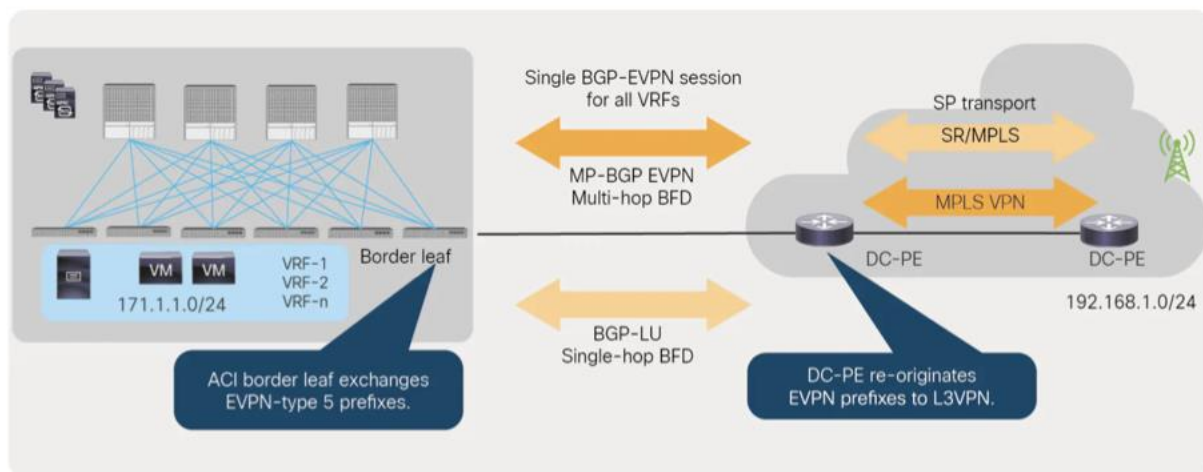 Single BGP-EVPN session
for all VRFs
MP-BGP EVPN
Multi-hop BFD
SP transport
SR/MPLS
MPLS VPN
Border leaf
DC-PE
DC-PE
VM
VM
VRF-1
VRF-2
VRF-n
171.1.1.0/24
192.168.1.0/24
BGP-LU
Single-hop BFD
ACI border leaf exchanges
EVPN-type 5 prefixes.
DC-PE re-originates
EVPN prefixes to L3VPN.